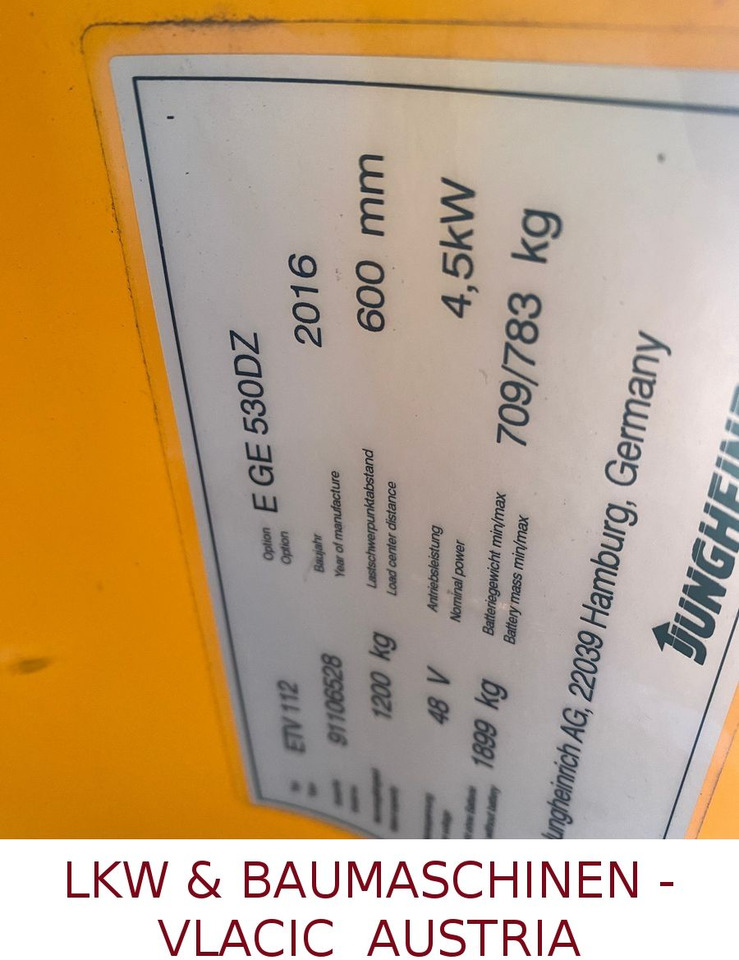 ETV 112
Option
Option
E GE 530DZ
91106528
Baujahr
Year of manufacture
2016
1200 kg
Lastschwerpunktabstand
Load center distance
600 mm
48 V
Antriebsleistung
Nominal power
4,5kW
without battery
1899 kg
Batteriegewicht min/max
Battery mass min/max
709/783 kg
Jungheinrich AG, 22039 Hamburg, Germany
LKW & BAUMASCHINEN -
VLACIC AUSTRIA